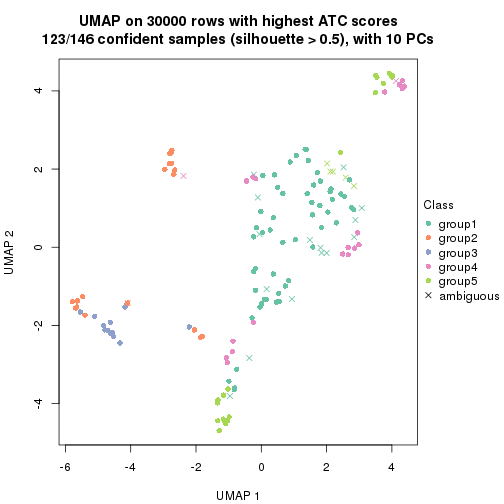 UMAP on 30000 rows with highest ATC scores
123/146 confident samples (silhouette > 0.5), with 10 PCs
4
2
0
-2
-4
UMAP 2
-6
-4
-2
0
2
4
UMAP 1
Class
group1
group2
group3
group4
group5
ambiguous